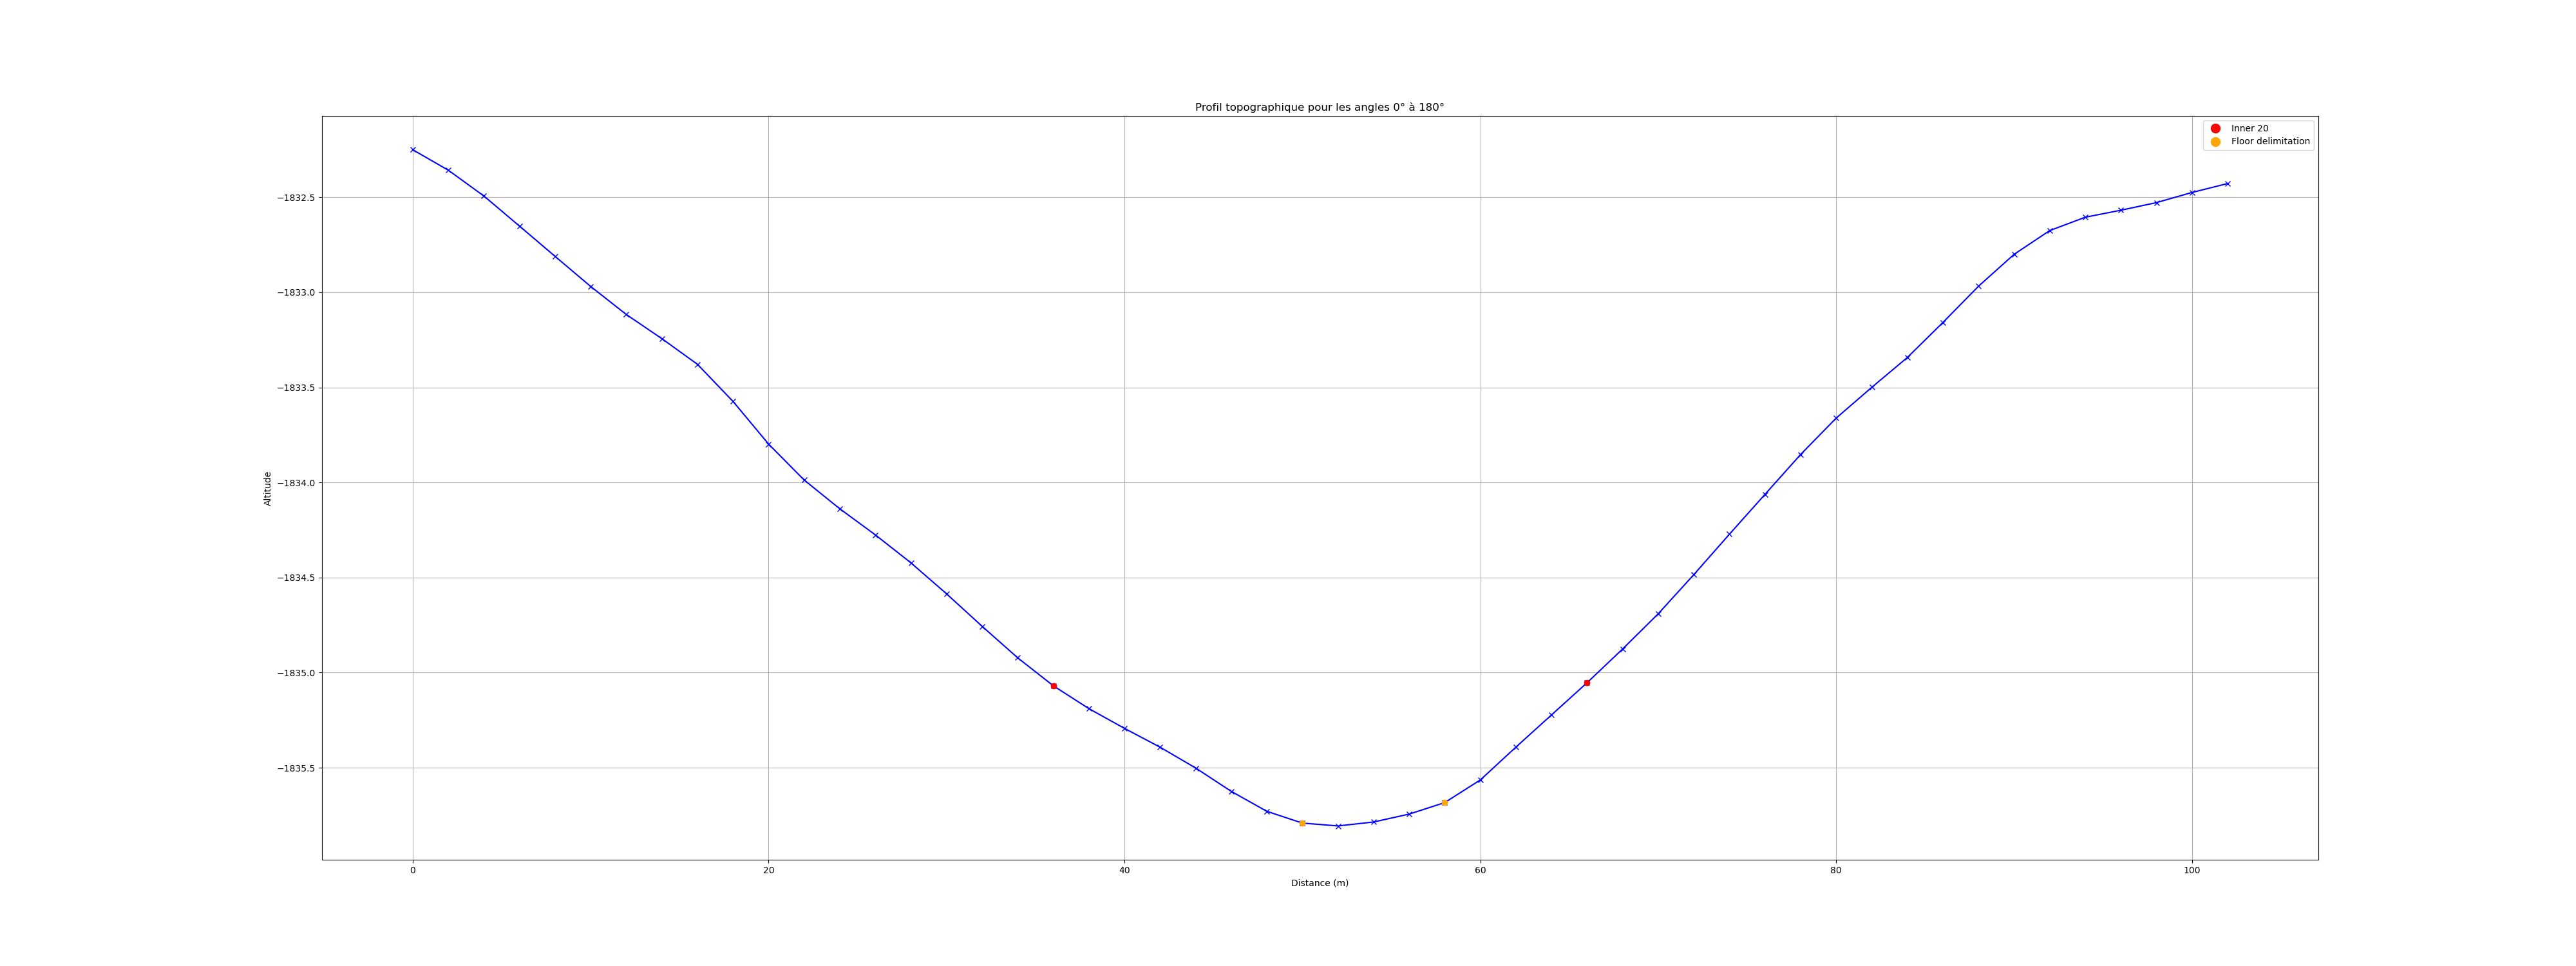 Profil topographique pour les angles 0° à 180°
Inner 20
Floor delimitation
−1832.5
−1833.0
−1833.5
−1834.0
−1834.5
−1835.0
−1835.5
Altitude
0
20
40
60
80
100
Distance (m)